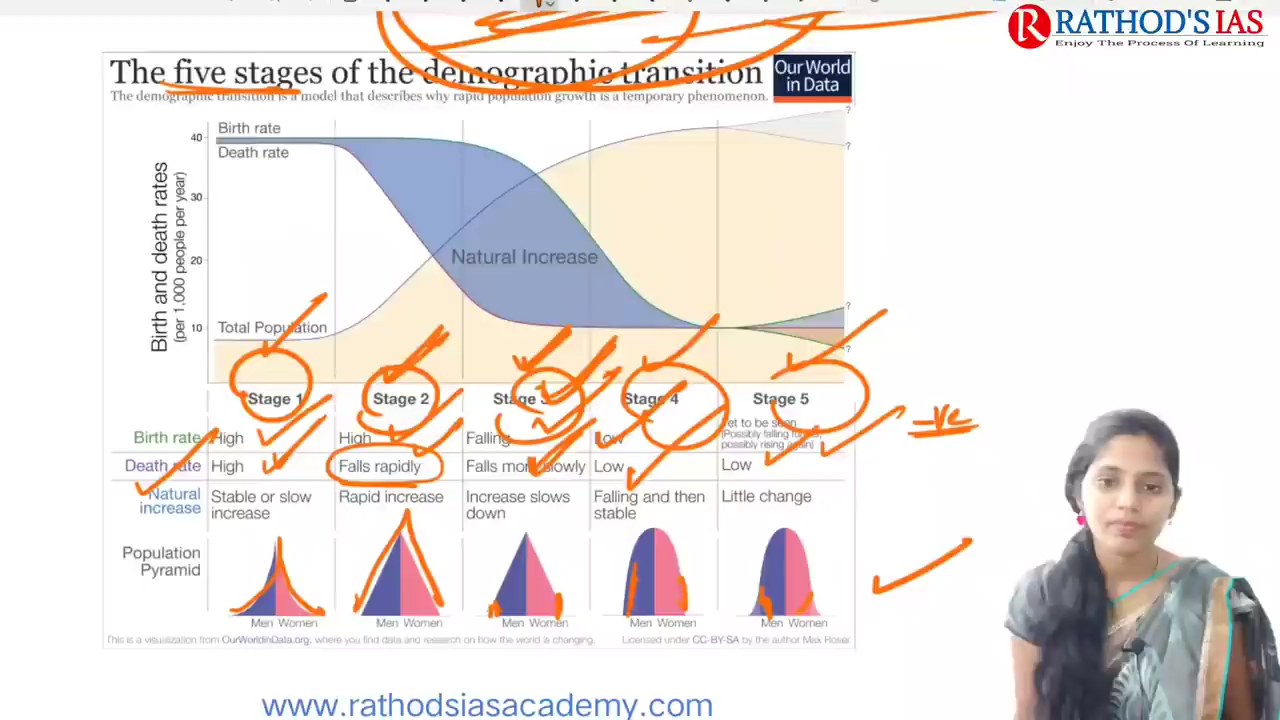 RATHOD'S IAS
Enjoy The Process Of Learning
The five stages of the demographic transition
Our World
in Data
The demographic transition is a model that describes why rapid population growth is a temporary phenomenon.
Birth rate
Death rate
40
30
20
10
Birth and death rates
(per 1,000 people per year)
Natural Increase
Total Population
?
?
?
?
Stage 1 Stage 2 Stage 3 Stage 4 Stage 5
-ve
Birth rate High High Falling Low Yet to be seen
(Possibly falling further,
possibly rising again)
Death rate High Falls rapidly Falls more slowly Low Low
Natural
increase
Stable or slow
increase
Rapid increase
Increase slows
down
Falling and then
stable
Little change
Population
Pyramid
Men Women Men Women Men Women Men Women Men Women
This is a visualization from OurWorldinData.org, where you find data and research on how the world is changing.
Licensed under CC-BY-SA by the author Max Roser
www.rathodsiasacademy.com